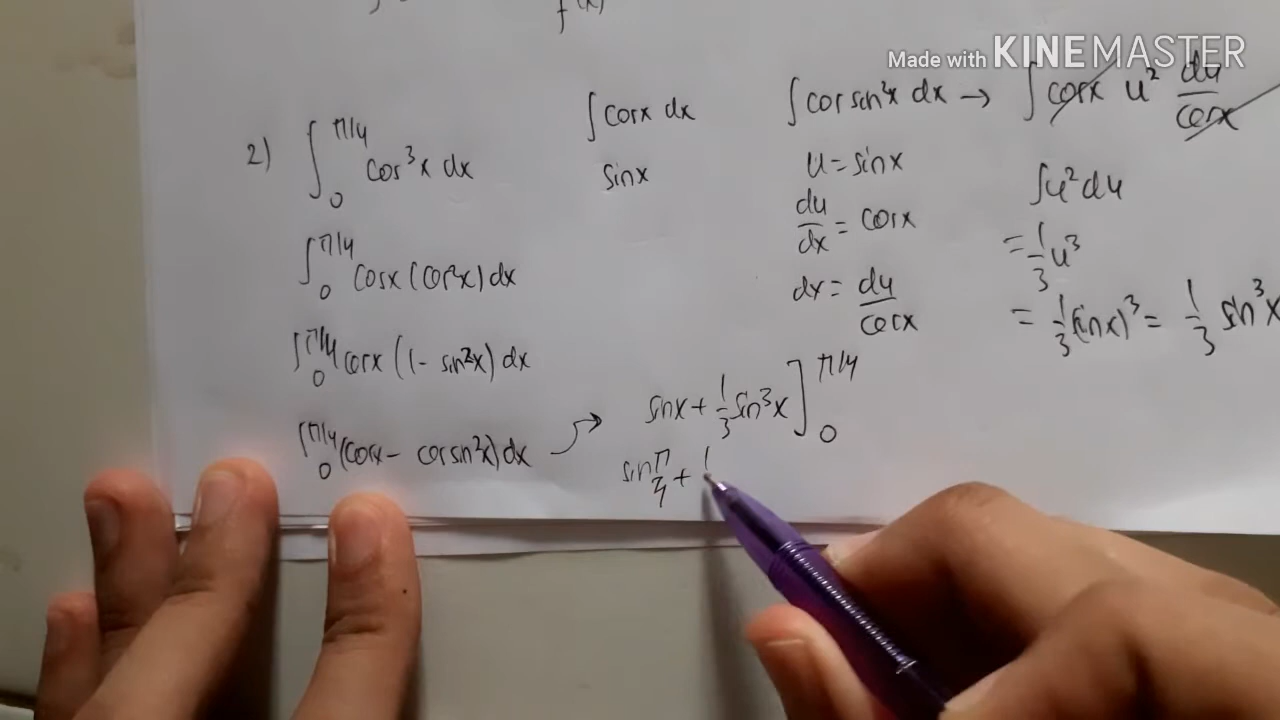 f(x)
Made with KINEMASTER
2) ∫₀^{π/4} cos³x dx
∫₀^{π/4} cosx (cos²x) dx
∫₀^{π/4} cosx (1 - sin²x) dx
∫₀^{π/4} (cosx - cos sin²x) dx →
∫ cosx dx
sinx
∫ cos sin²x dx → ∫ cosx u² du/cosx
u = sinx
du/dx = cosx
dx = du/cosx
∫u² du
= 1/3 u³
= 1/3 (sinx)³ = 1/3 sin³x
sinx + 1/3 sin³x ]₀^{π/4}
sin π/4 + 1